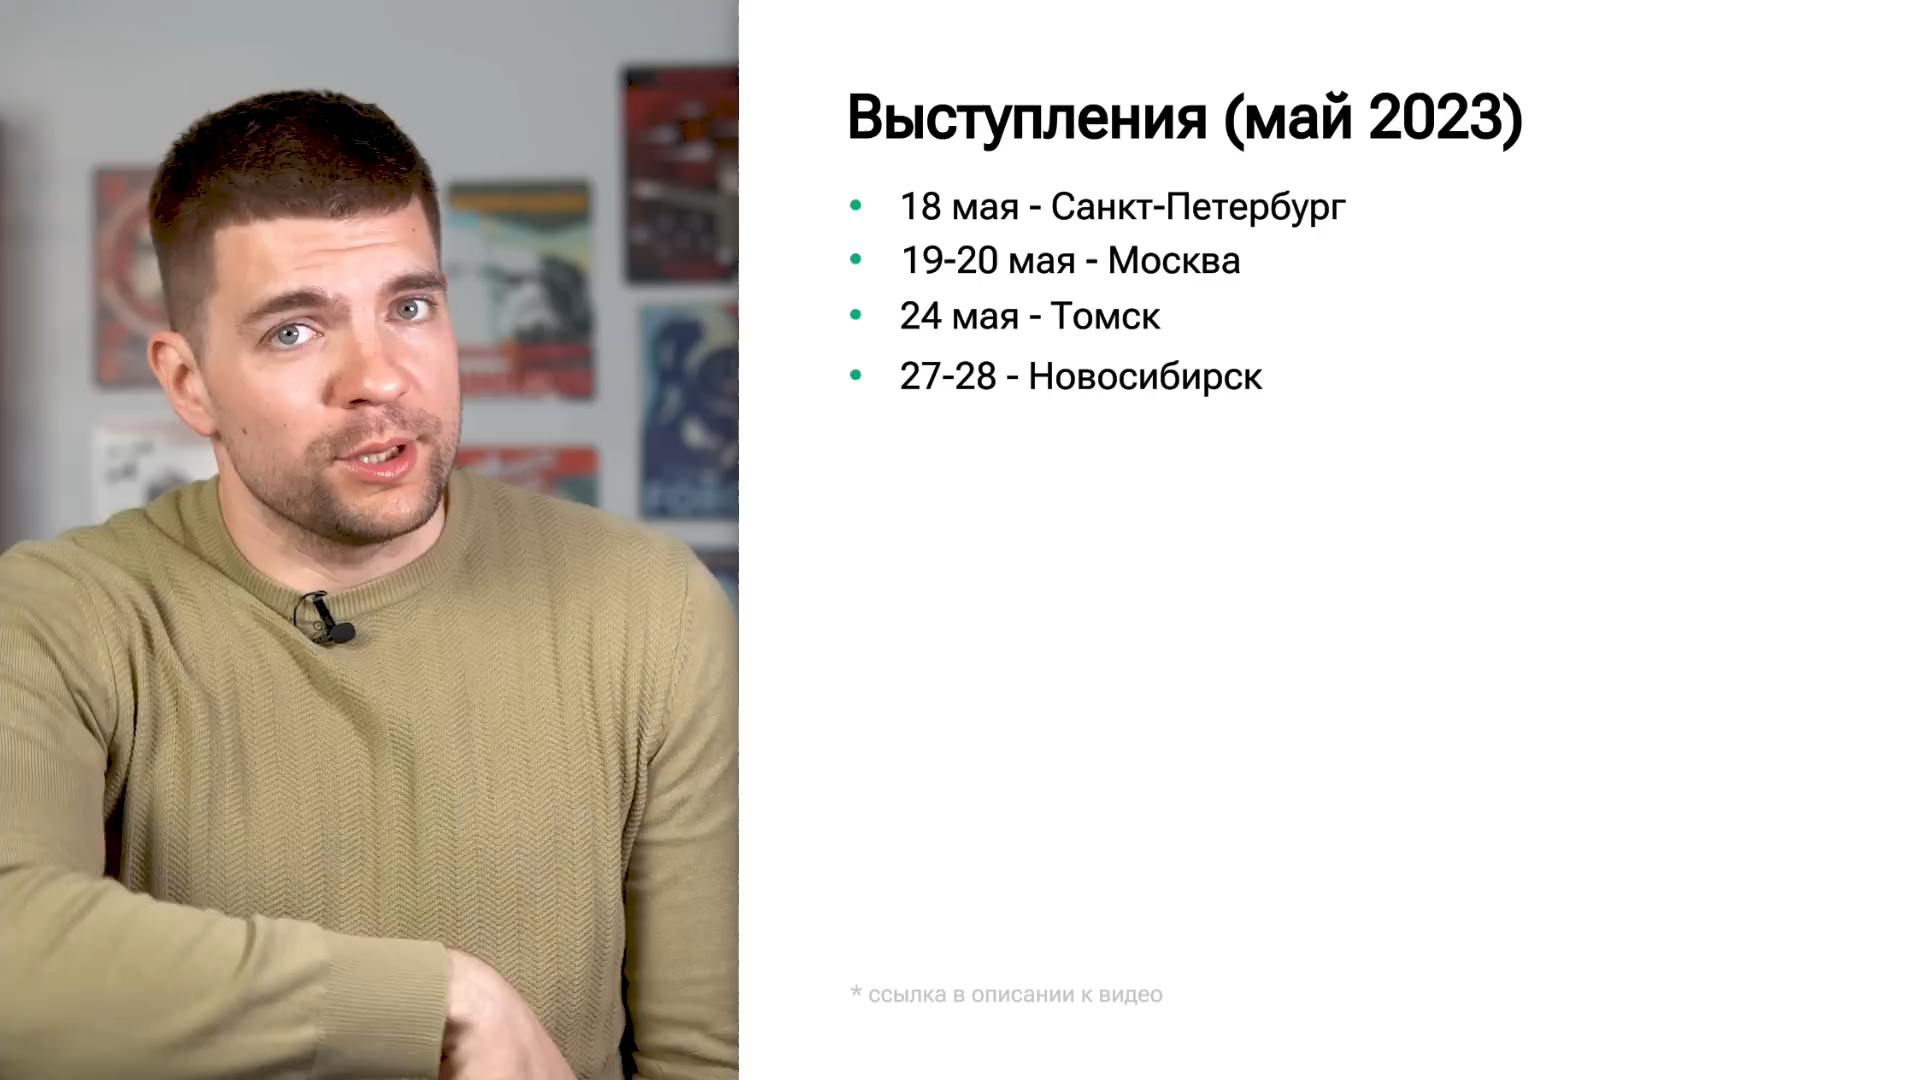 Выступления (май 2023)
• 18 мая - Санкт-Петербург
• 19-20 мая - Москва
• 24 мая - Томск
• 27-28 - Новосибирск
* ссылка в описании к видео